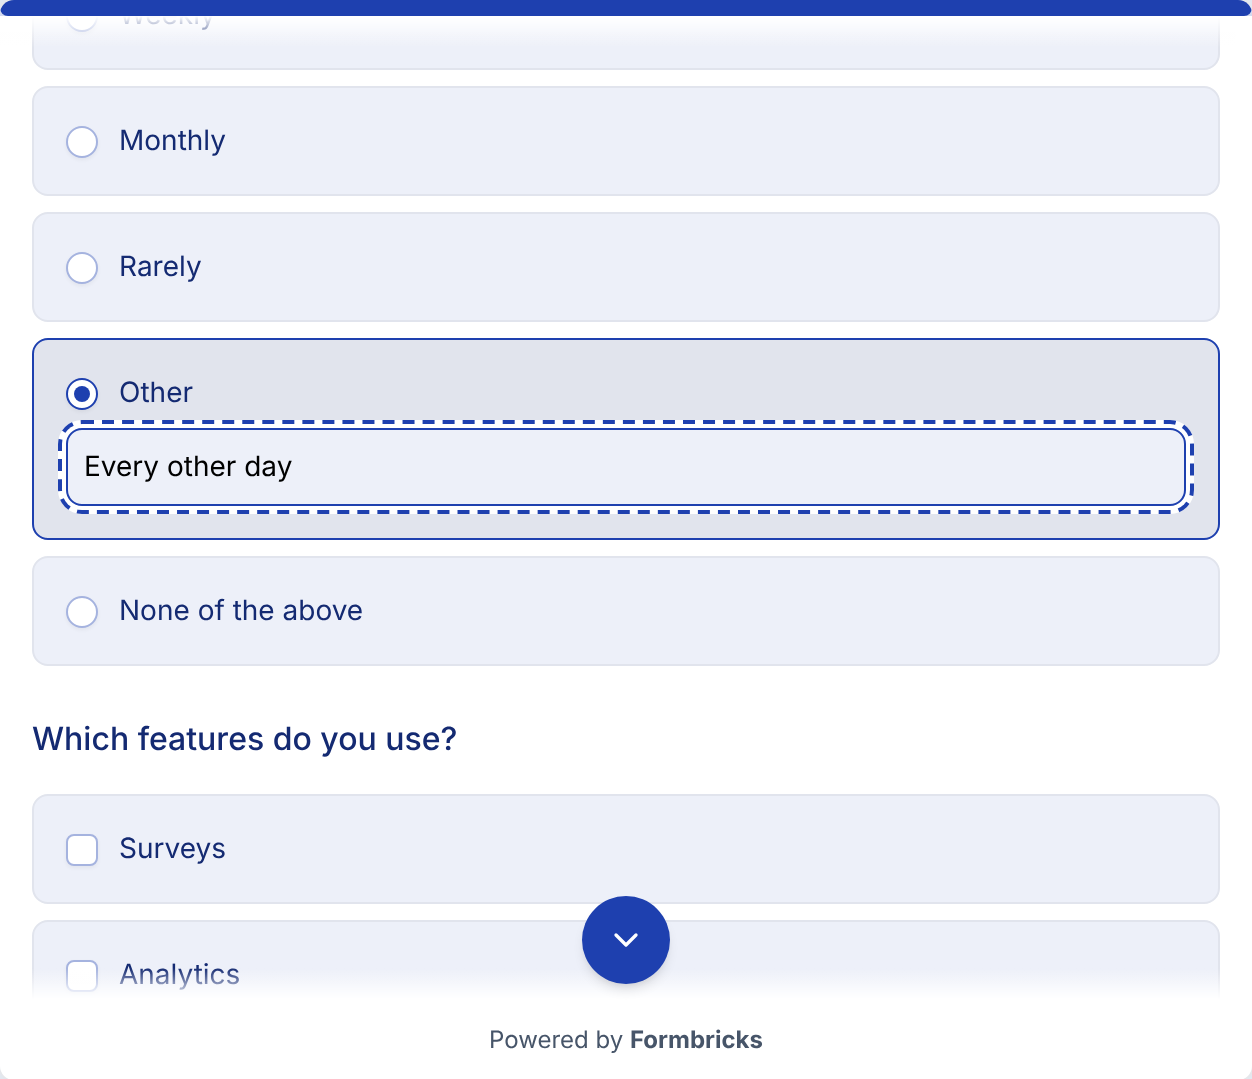 Weekly
Monthly
Rarely
Other
Every other day
None of the above
Which features do you use?
Surveys
Analytics
Powered by Formbricks